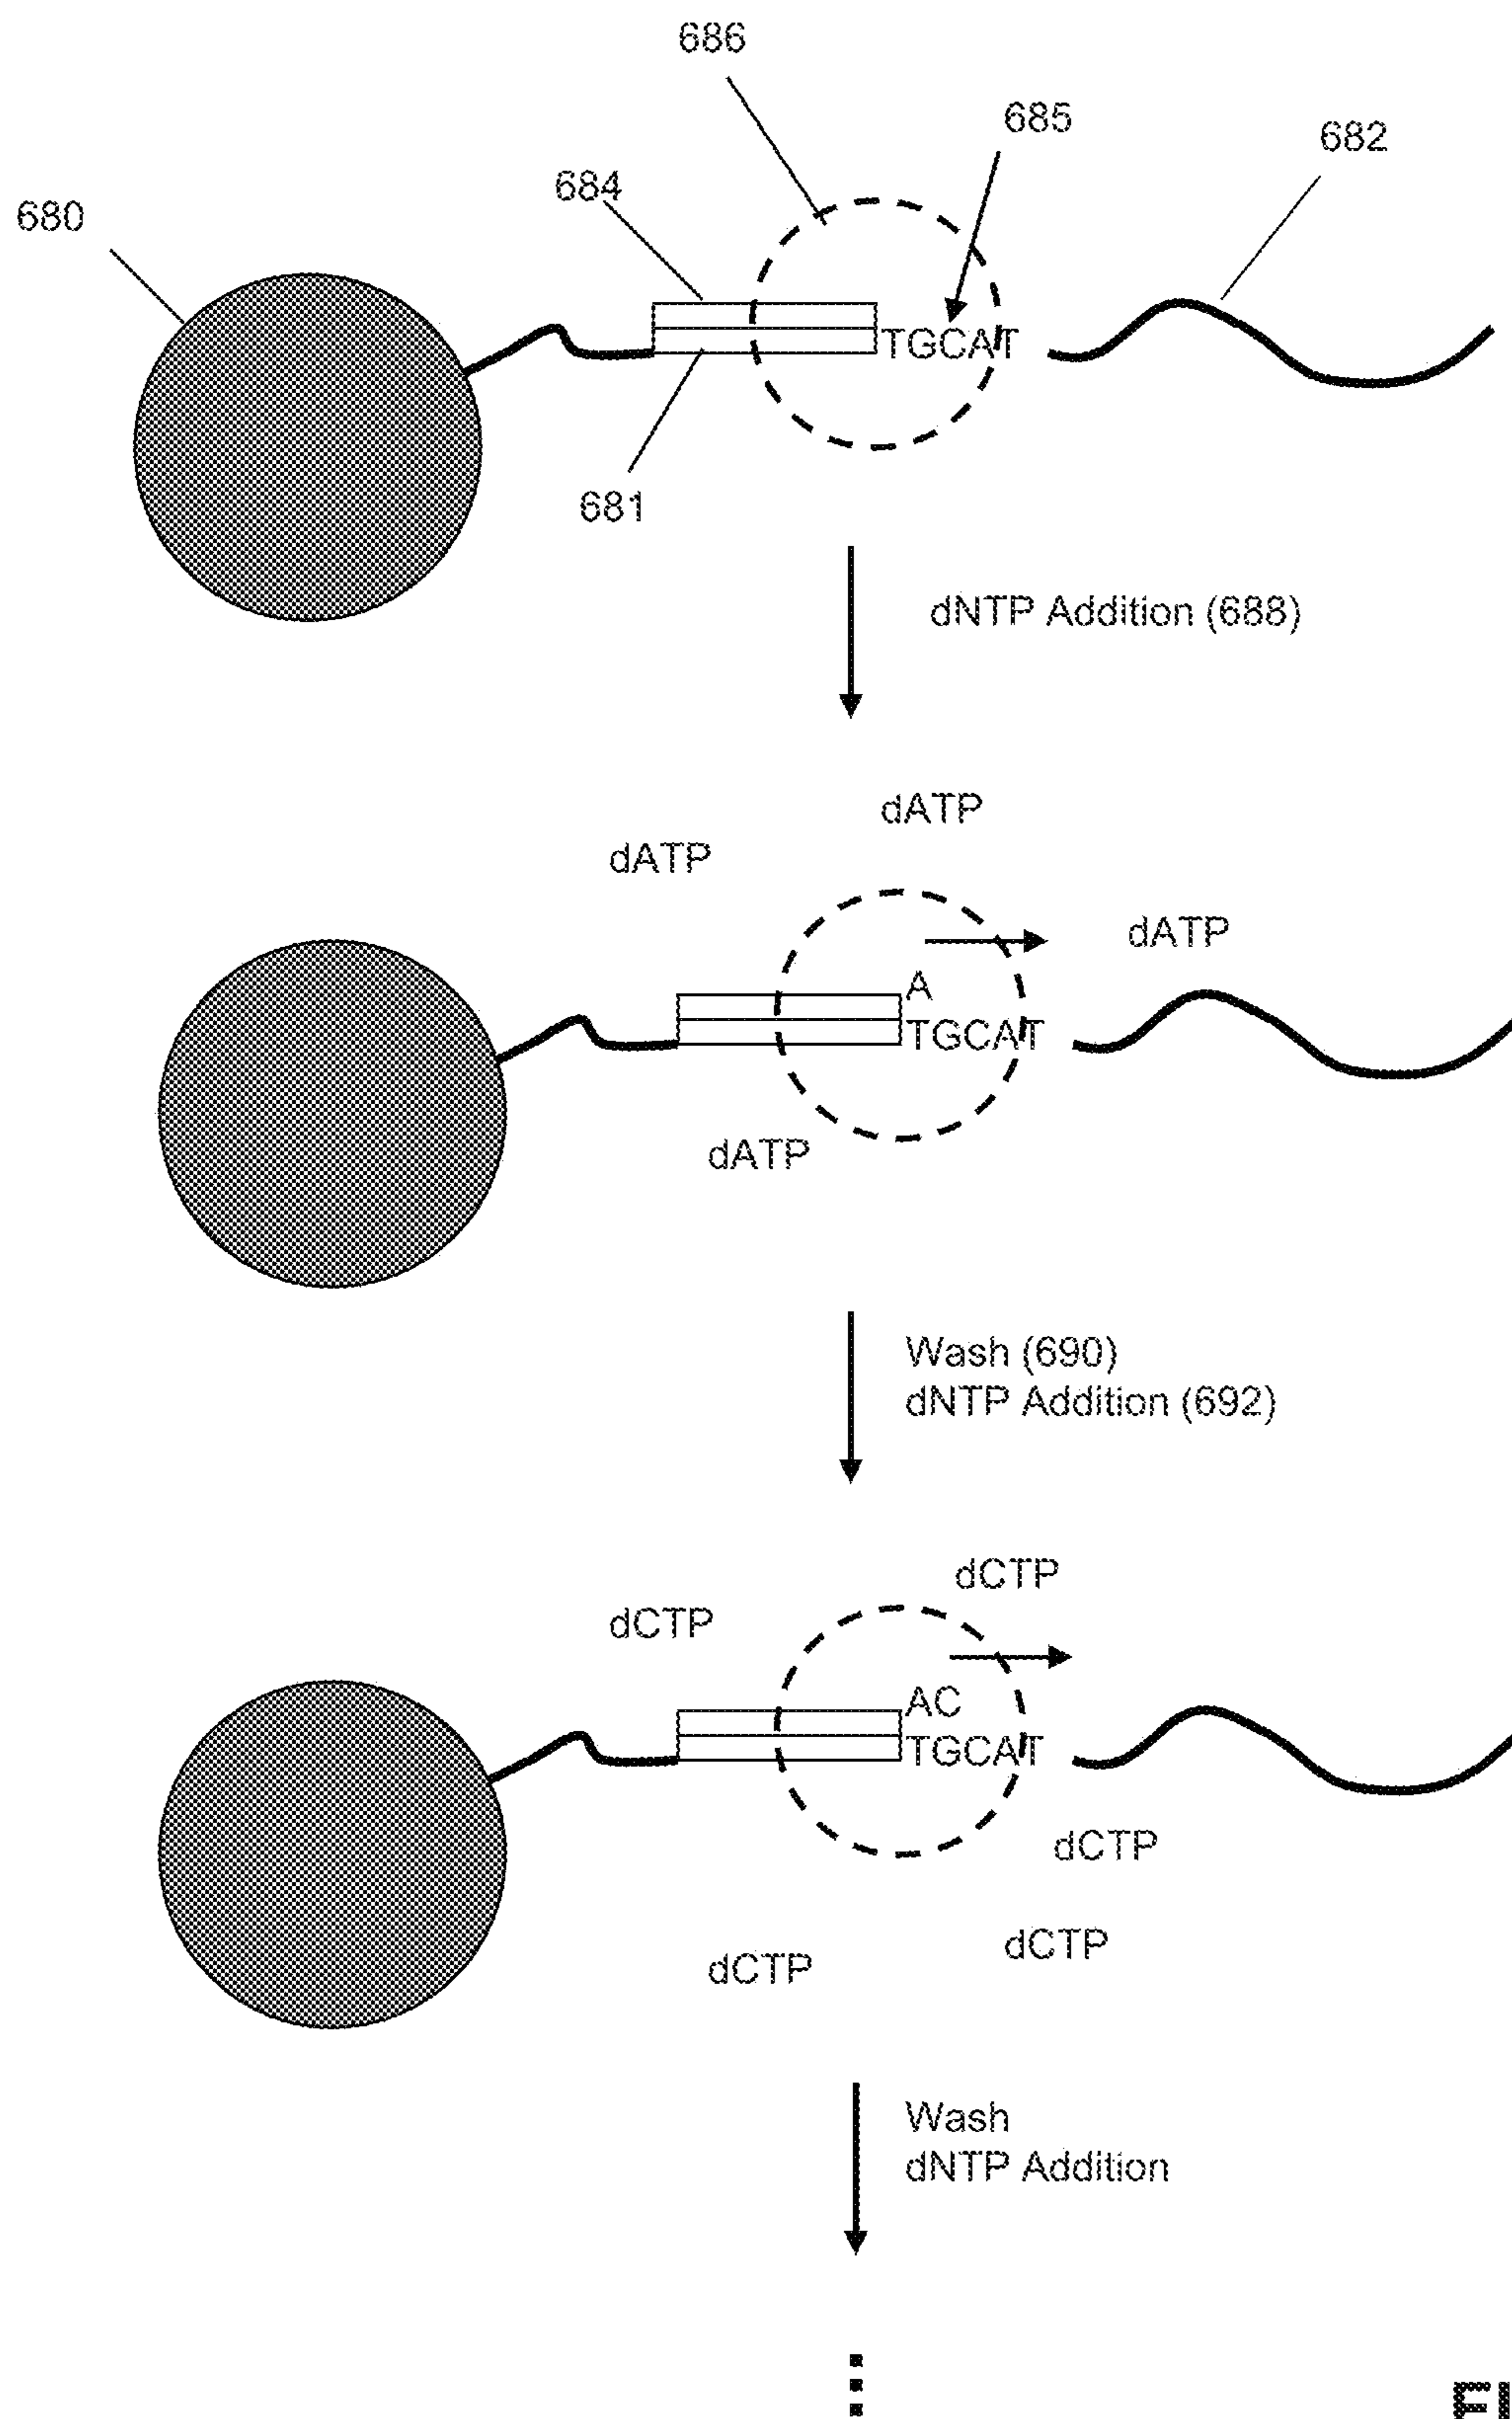 686
685
682
684
680
TGCAT
681
dNTP Addition (688)
dATP
dATP
dATP
A
TGCAT
dATP
Wash (690)
dNTP Addition (692)
dCTP
dCTP
AC
TGCAT
dCTP
dCTP
dCTP
Wash
dNTP Addition